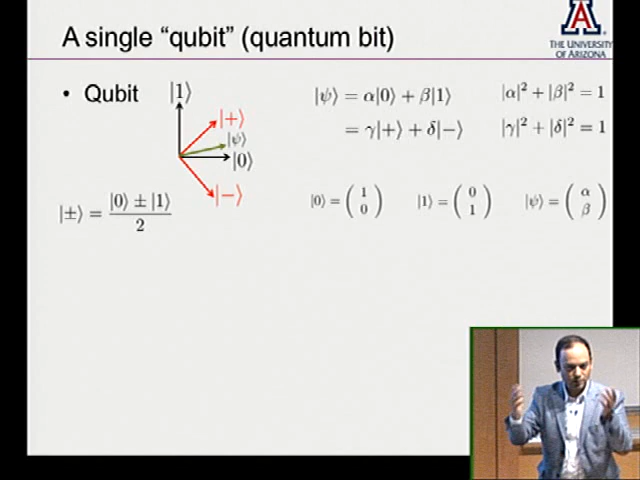 A single “qubit” (quantum bit)
A
THE UNIVERSITY
OF ARIZONA
• Qubit
|1⟩
|+⟩
|ψ⟩
|0⟩
|−⟩
|ψ⟩ = α|0⟩ + β|1⟩
|α|² + |β|² = 1
= γ|+⟩ + δ|−⟩
|γ|² + |δ|² = 1
|±⟩ = |0⟩ ± |1⟩ / 2
|0⟩ = ( 1 0 )
|1⟩ = ( 0 1 )
|ψ⟩ = ( α β )